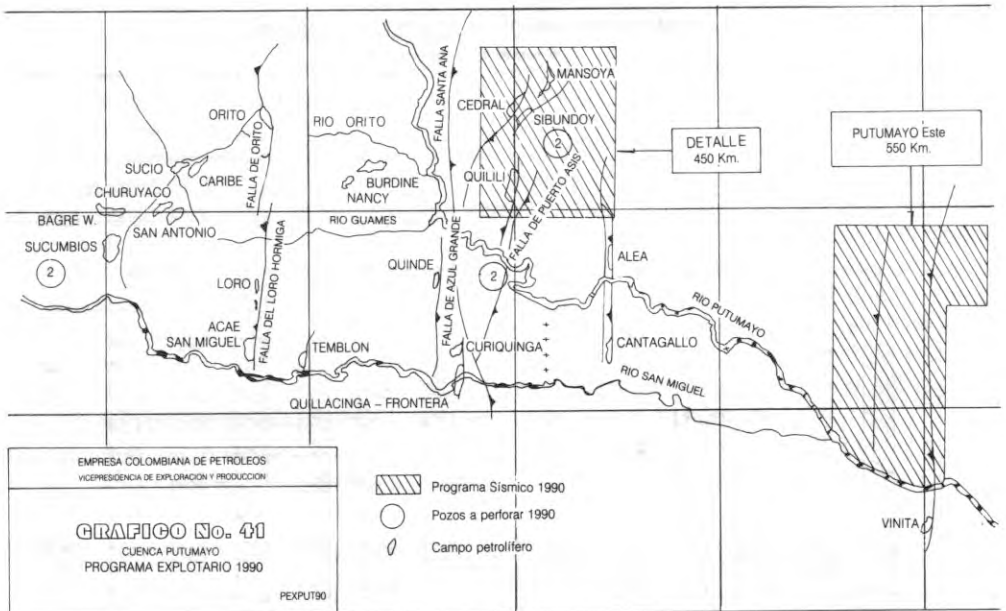 FALLA SANTA ANA
MANSOYA
CEDRAL
SIBUNDOY
2
ORITO
RIO ORITO
FALLA DE ORITO
SUCIO
CARIBE
CHURUYACO
BURDINE
NANCY
QUILILI
DETALLE
450 Km.
PUTUMAYO Este
550 Km.
BAGRE W.
SAN ANTONIO
RIO GUAMES
FALLA DE PUERTO ASIS
SUCUMBIOS
2
LORO
FALLA DEL LORO HORMIGA
QUINDE
FALLA DE AZUL GRANDE
2
ALEA
RIO PUTUMAYO
ACAE
SAN MIGUEL
TEMBLON
CURIQUINGA
CANTAGALLO
RIO SAN MIGUEL
QUILLACINGA - FRONTERA
VINITA
EMPRESA COLOMBIANA DE PETROLEOS
VICEPRESIDENCIA DE EXPLORACION Y PRODUCCION
GRAFICO No. 41
CUENCA PUTUMAYO
PROGRAMA EXPLOTARIO 1990
PEXPUT90
Programa Sísmico 1990
Pozos a perforar 1990
Campo petrolífero